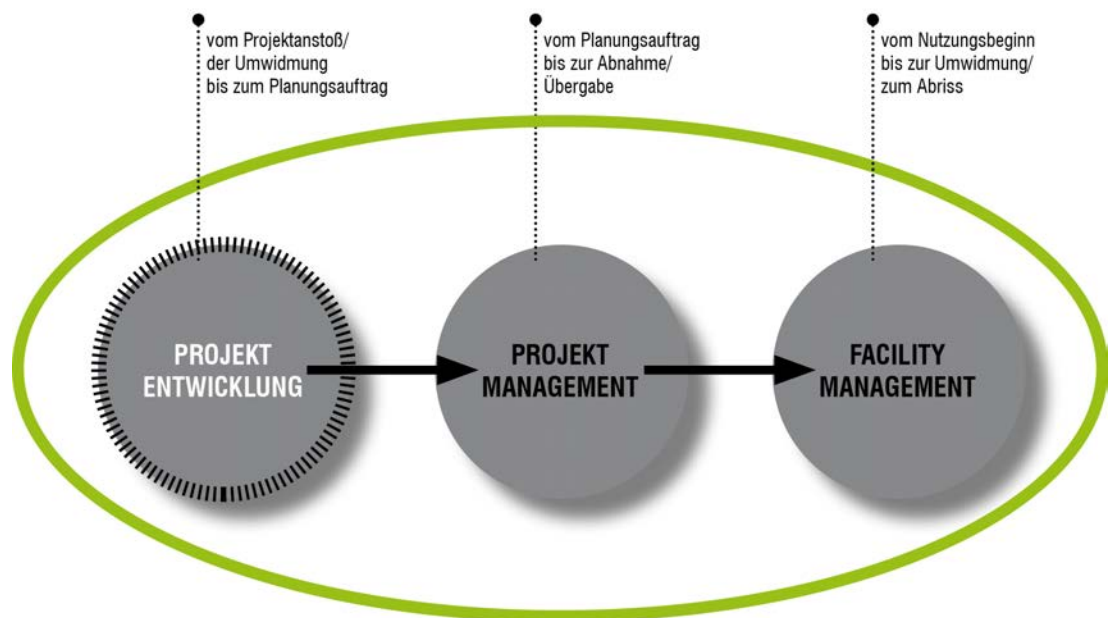 vom Projektanstoß/
der Umwidmung
bis zum Planungsauftrag
vom Planungsauftrag
bis zur Abnahme/
Übergabe
vom Nutzungsbeginn
bis zur Umwidmung/
zum Abriss
PROJEKT
ENTWICKLUNG
PROJEKT
MANAGEMENT
FACILITY
MANAGEMENT